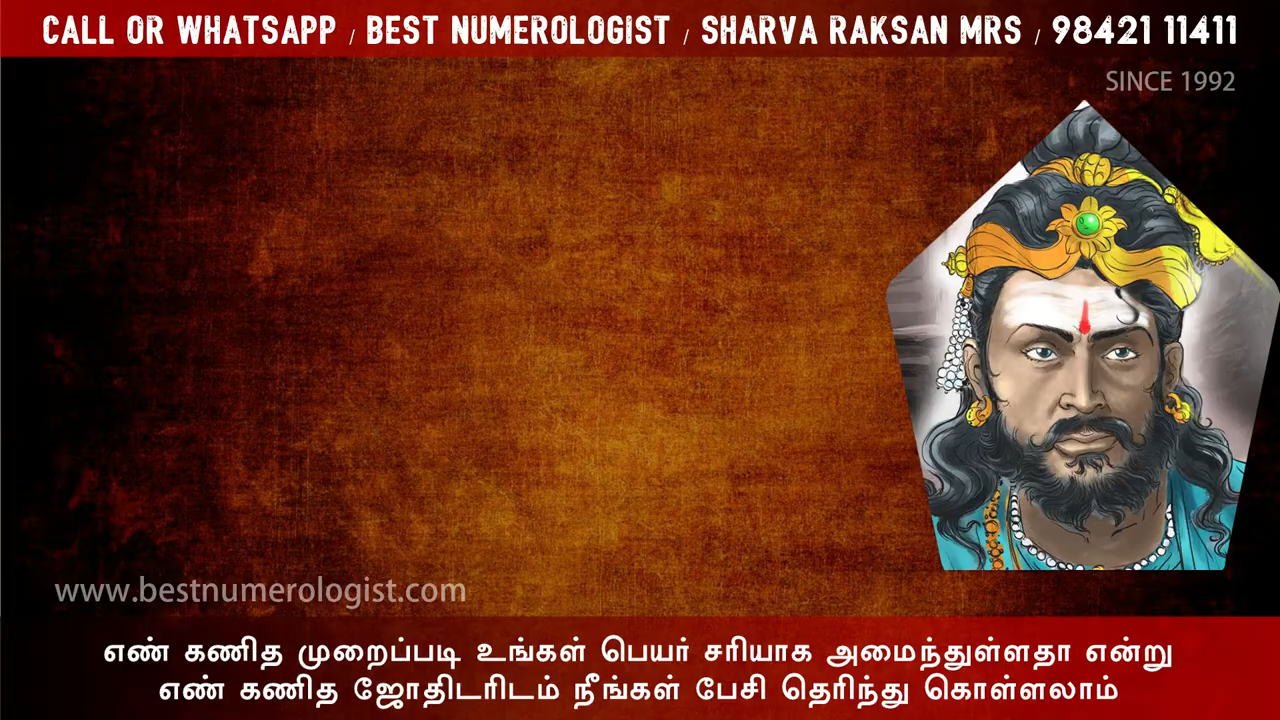 CALL OR WHATSAPP / BEST NUMEROLOGIST / SHARVA RAKSAN MRS / 98421 11411
SINCE 1992
www.bestnumerologist.com
எண் கணித முறைப்படி உங்கள் பெயர் சரியாக அமைந்துள்ளதா என்று
எண் கணித ஜோதிடரிடம் நீங்கள் பேசி தெரிந்து கொள்ளலாம்